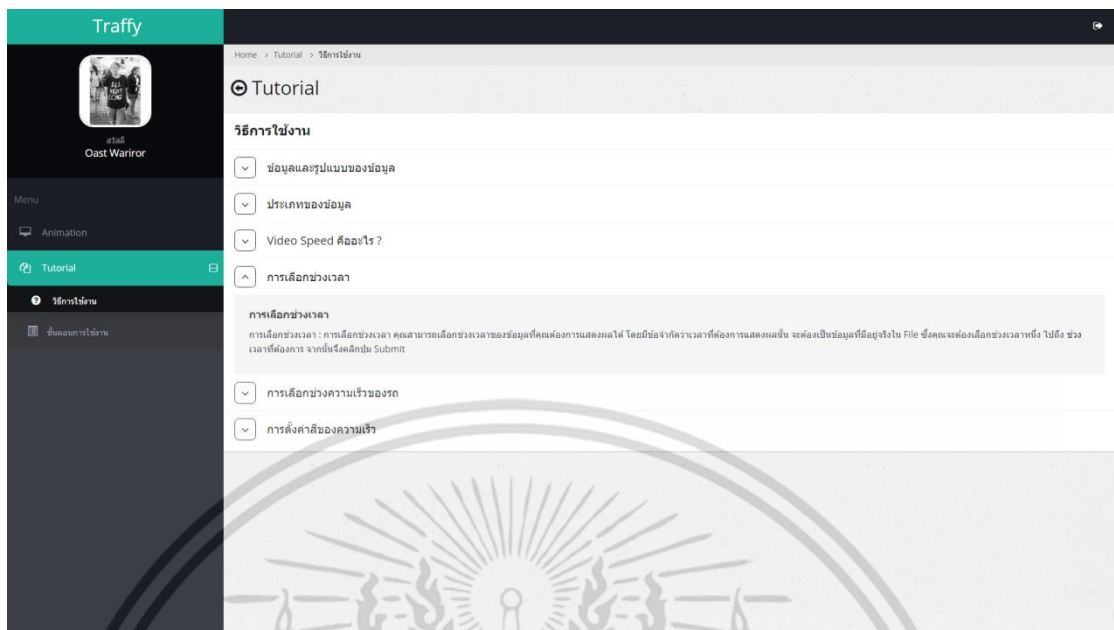 Traffy
สวัสดี
Oast Wariror
Menu
Animation
Tutorial
วิธีการใช้งาน
ขั้นตอนการใช้งาน
Home > Tutorial > วิธีการใช้งาน
Tutorial
วิธีการใช้งาน
ข้อมูลและรูปแบบของข้อมูล
ประเภทของข้อมูล
Video Speed คืออะไร ?
การเลือกช่วงเวลา
การเลือกช่วงเวลา
การเลือกช่วงเวลา : การเลือกช่วงเวลา คุณสามารถเลือกช่วงเวลาของข้อมูลที่คุณต้องการแสดงผลได้ โดยมีข้อจำกัดว่าเวลาที่ต้องการแสดงผลนั้น จะต้องเป็นข้อมูลที่มีอยู่จริงใน File ซึ่งคุณจะต้องเลือกช่วงเวลาหนึ่ง ไปถึง ช่วง
เวลาที่ต้องการ จากนั้นจึงคลิกปุ่ม Submit
การเลือกช่วงความเร็วของรถ
การตั้งค่าสีของความเร็ว